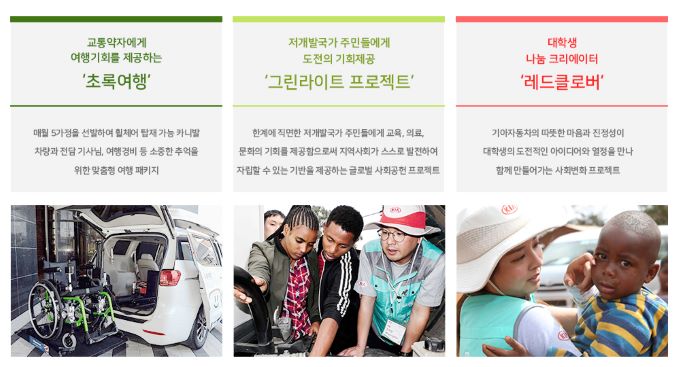 교통약자에게
여행기회를 제공하는
'초록여행'
매월 5가정을 선발하여 휠체어 탑재 가능 카니발
차량과 전담 기사님, 여행경비 등 소중한 추억을
위한 맞춤형 여행 패키지
저개발국가 주민들에게
도전의 기회제공
'그린라이트 프로젝트'
한계에 직면한 저개발국가 주민들에게 교육, 의료,
문화의 기회를 제공함으로써 지역사회가 스스로 발전하여
자립할 수 있는 기반을 제공하는 글로벌 사회공헌 프로젝트
대학생
나눔 크리에이터
'레드클로버'
기아자동차의 따뜻한 마음과 진정성이
대학생의 도전적인 아이디어와 열정을 만나
함께 만들어가는 사회변화 프로젝트
KIA
KIA